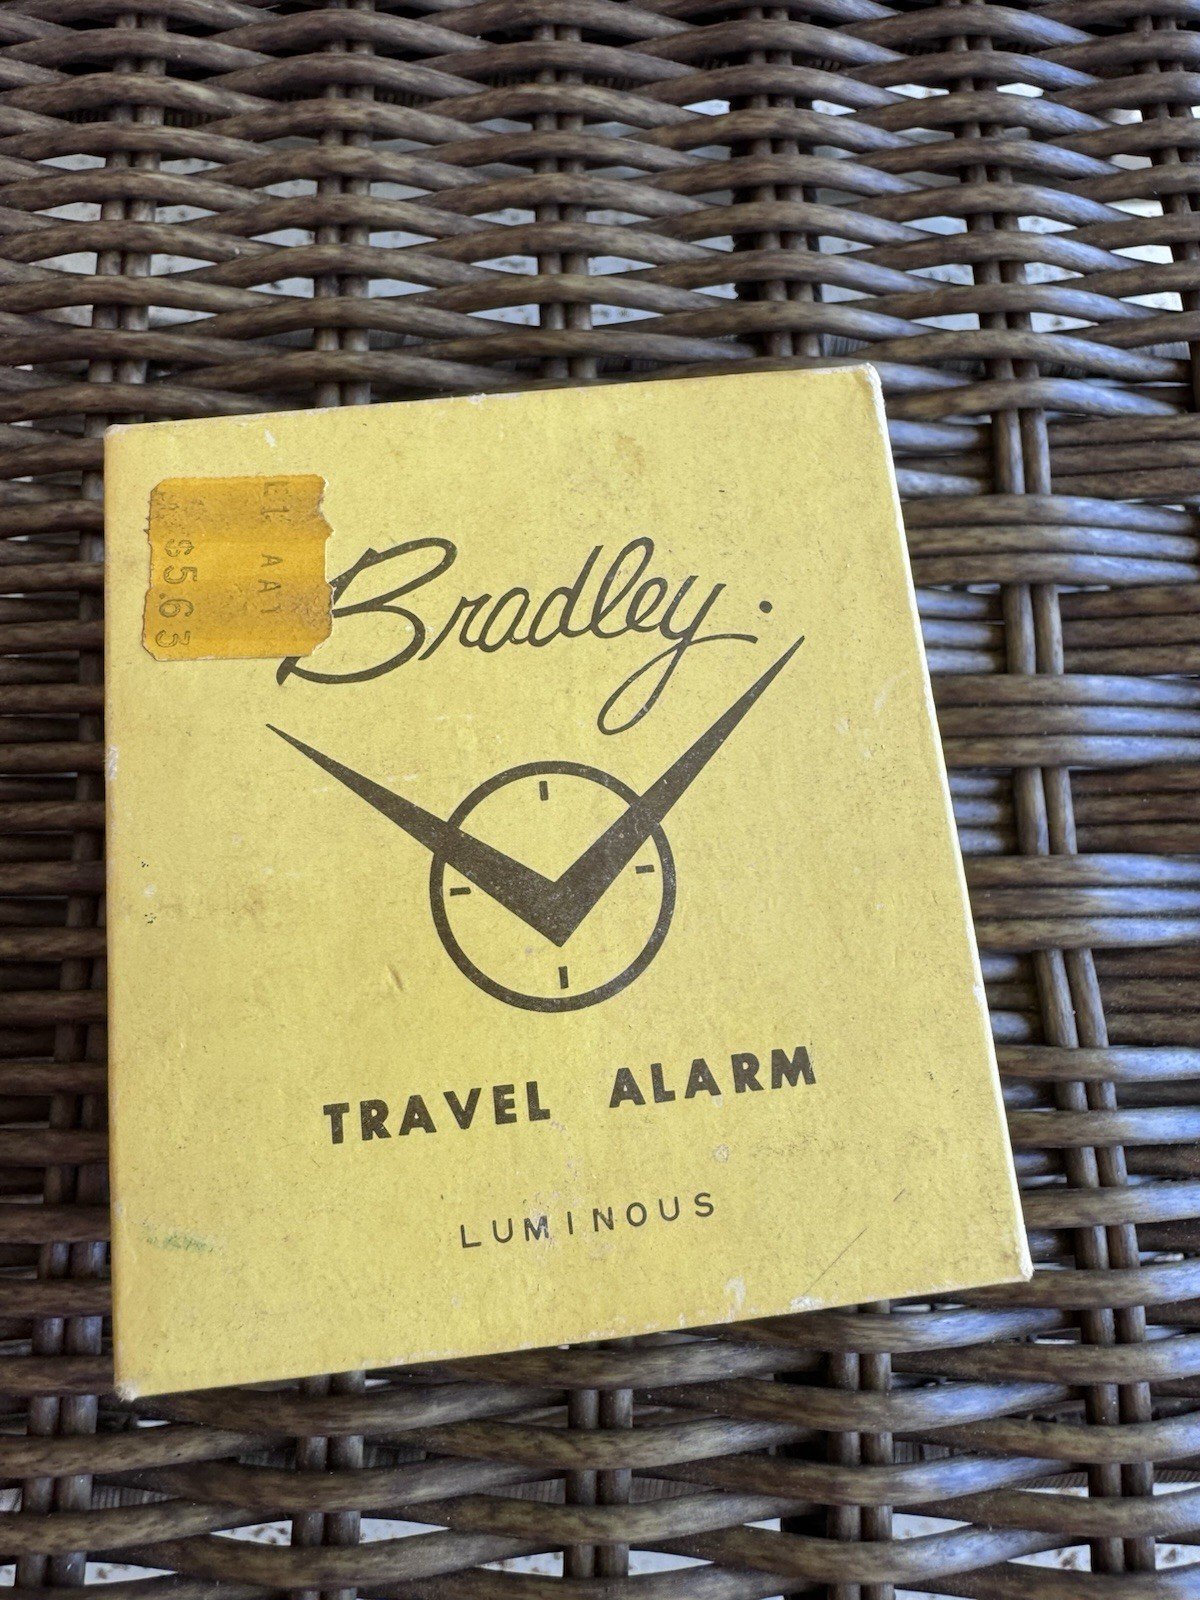 $5.63
Bradley.
TRAVEL ALARM
LUMINOUS